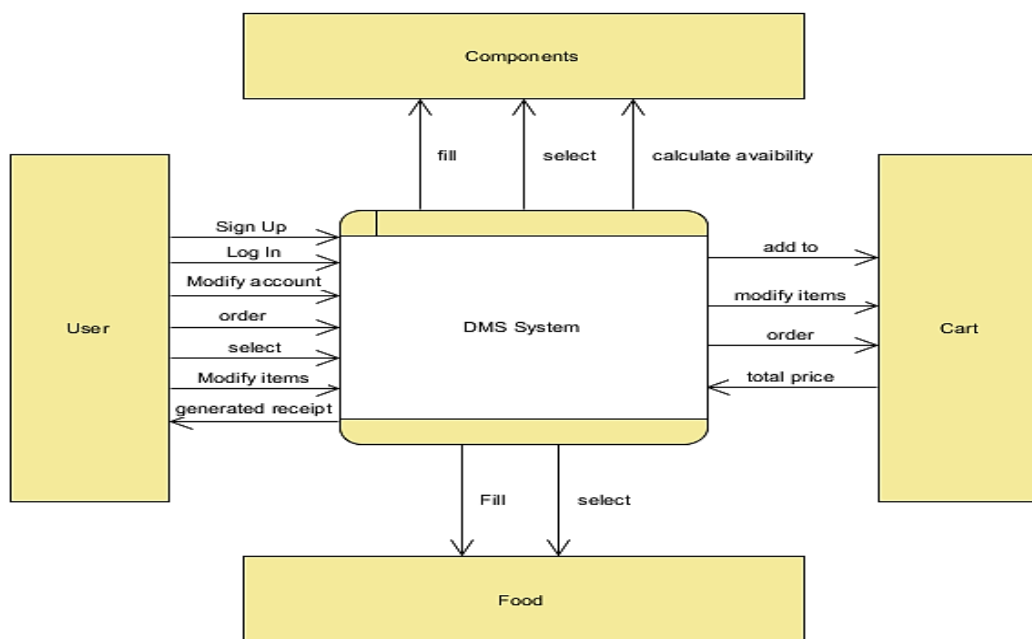 Components
fill
select
calculate avaibility
Sign Up
Log In
Modify account
order
select
Modify items
generated receipt
User
DMS System
add to
modify items
order
total price
Cart
Fill
select
Food